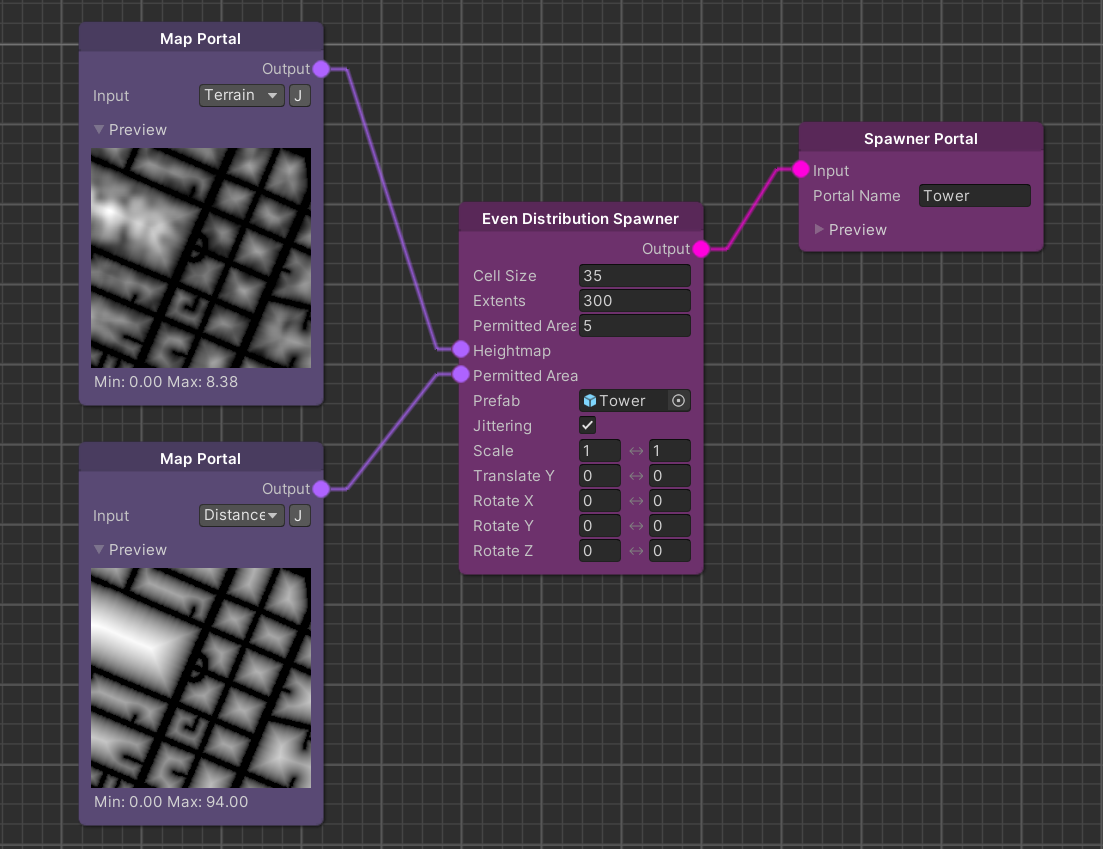 Map Portal
Output
Input Terrain J
Preview
Min: 0.00 Max: 8.38
Map Portal
Output
Input Distance J
Preview
Min: 0.00 Max: 94.00
Even Distribution Spawner
Output
Cell Size 35
Extents 300
Permitted Area 5
Heightmap
Permitted Area
Prefab Tower
Jittering
Scale 1 ↔ 1
Translate Y 0 ↔ 0
Rotate X 0 ↔ 0
Rotate Y 0 ↔ 0
Rotate Z 0 ↔ 0
Spawner Portal
Input
Portal Name Tower
Preview